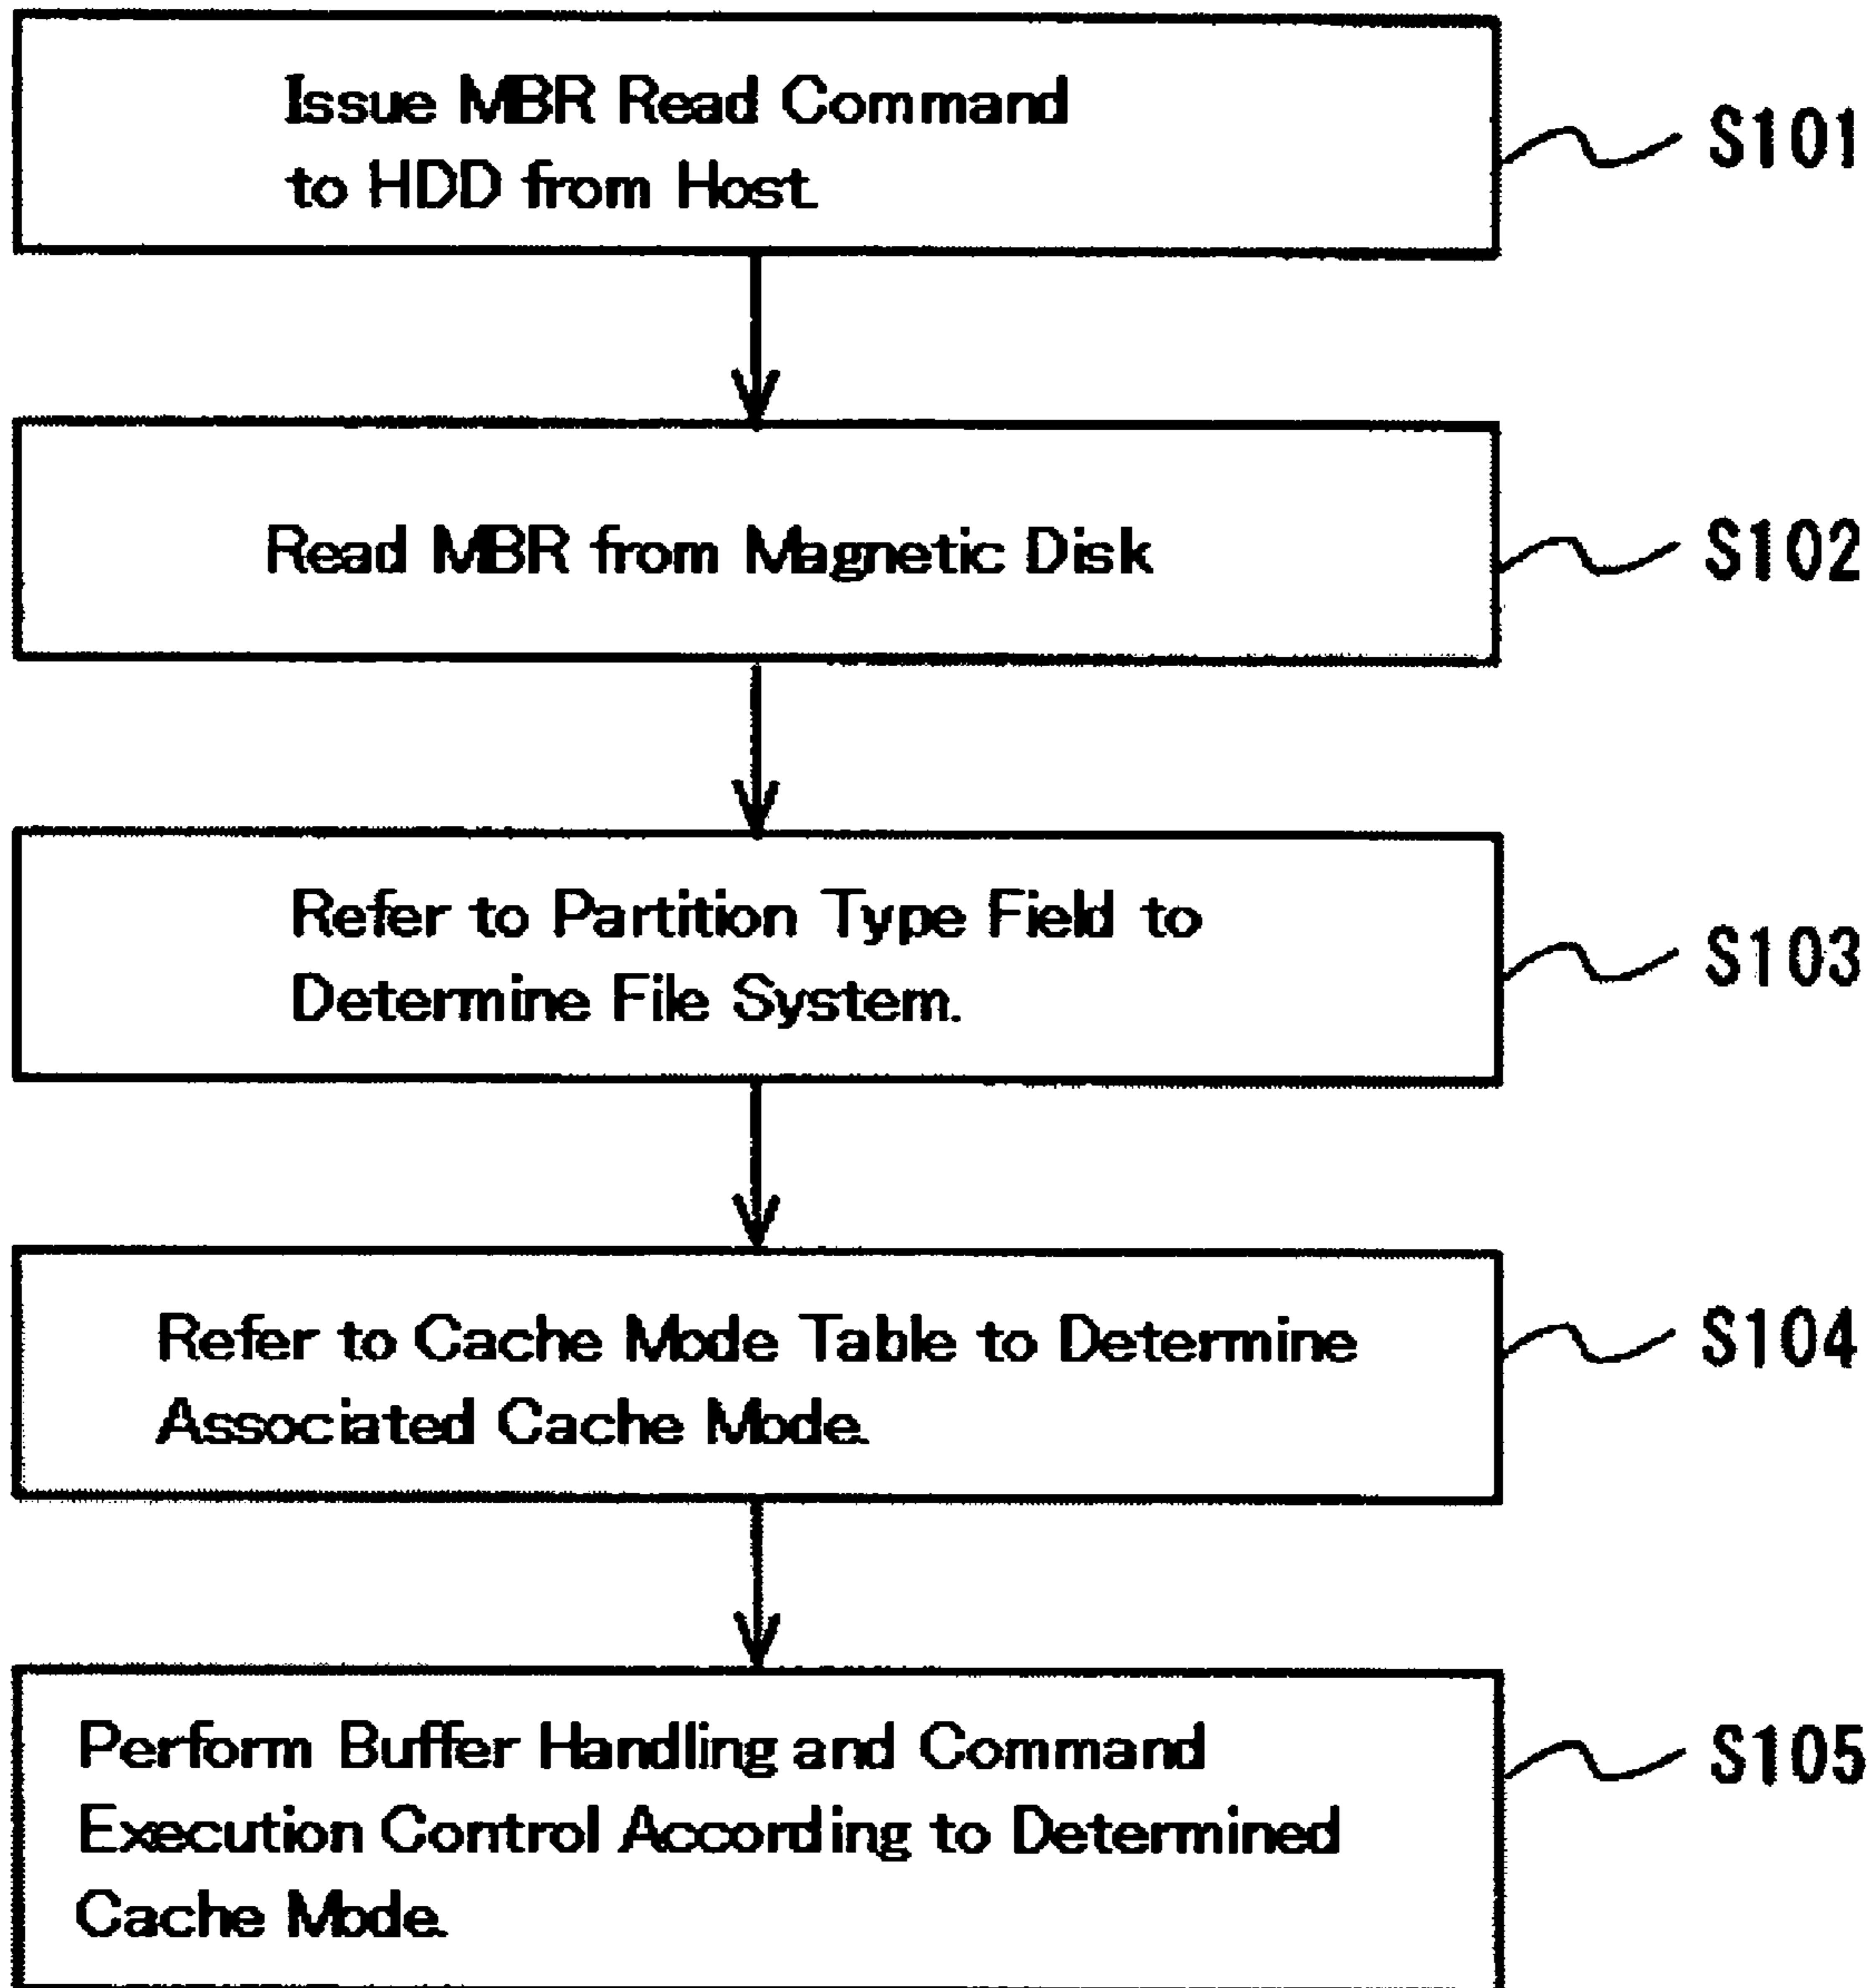 Issue MBR Read Command
to HDD from Host
S101
Read MBR from Magnetic Disk
S102
Refer to Partition Type Field to
Determine File System.
S103
Refer to Cache Mode Table to Determine
Associated Cache Mode.
S104
Perform Buffer Handling and Command
Execution Control According to Determined
Cache Mode.
S105